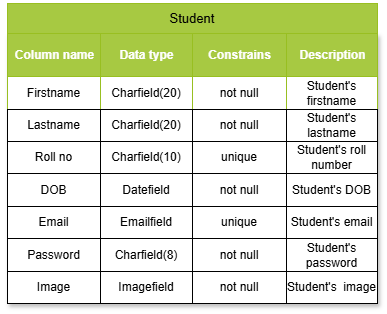 Student
Column name Data type Constrains Description
Firstname Charfield(20) not null Student's firstname
Lastname Charfield(20) not null Student's lastname
Roll no Charfield(10) unique Student's roll number
DOB Datefield not null Student's DOB
Email Emailfield unique Student's email
Password Charfield(8) not null Student's password
Image Imagefield not null Student's image